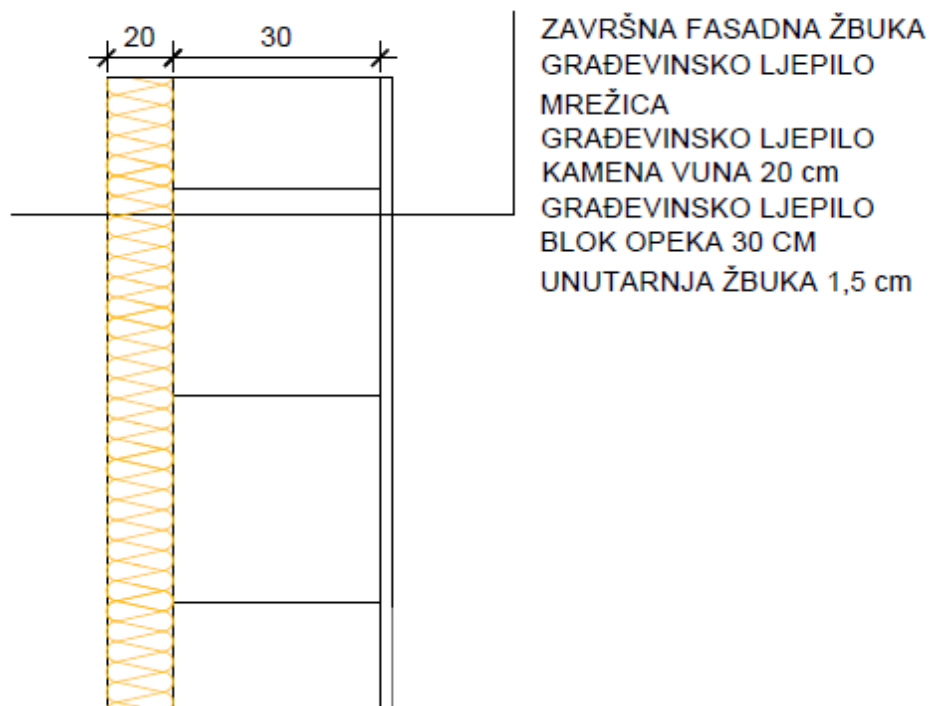 20 30
ZAVRŠNA FASADNA ŽBUKA
GRAĐEVINSKO LJEPILO
MREŽICA
GRAĐEVINSKO LJEPILO
KAMENA VUNA 20 cm
GRAĐEVINSKO LJEPILO
BLOK OPEKA 30 CM
UNUTARNJA ŽBUKA 1,5 cm